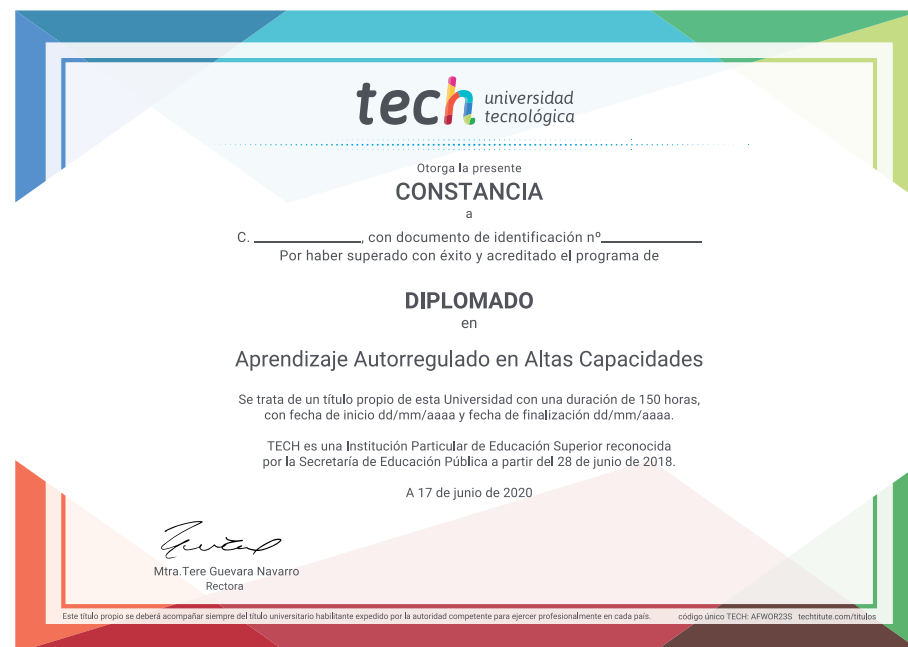 tech universidad
tecnológica
Otorga la presente
CONSTANCIA
a
C. ____________, con documento de identificación nº____________
Por haber superado con éxito y acreditado el programa de
DIPLOMADO
en
Aprendizaje Autorregulado en Altas Capacidades
Se trata de un título propio de esta Universidad con una duración de 150 horas,
con fecha de inicio dd/mm/aaaa y fecha de finalización dd/mm/aaaa.
TECH es una Institución Particular de Educación Superior reconocida
por la Secretaría de Educación Pública a partir del 28 de junio de 2018.
A 17 de junio de 2020
Mtra.Tere Guevara Navarro
Rectora
Este título propio se deberá acompañar siempre del título universitario habilitante expedido por la autoridad competente para ejercer profesionalmente en cada país. código único TECH: AFWOR23S techtitute.com/titulos